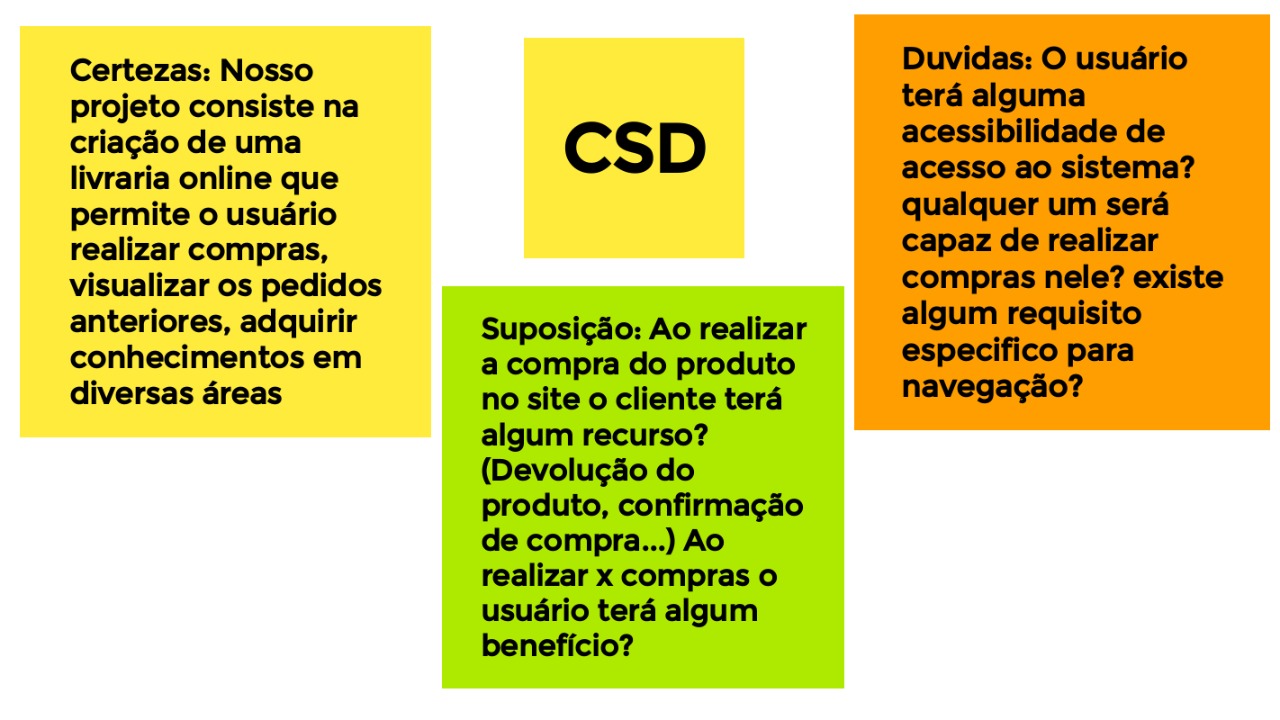 Certezas: Nosso
projeto consiste na
criação de uma
livraria online que
permite o usuário
realizar compras,
visualizar os pedidos
anteriores, adquirir
conhecimentos em
diversas áreas
CSD
Suposição: Ao realizar
a compra do produto
no site o cliente terá
algum recurso?
(Devolução do
produto, confirmação
de compra...) Ao
realizar x compras o
usuário terá algum
benefício?
Duvidas: O usuário
terá alguma
acessibilidade de
acesso ao sistema?
qualquer um será
capaz de realizar
compras nele? existe
algum requisito
especifico para
navegação?